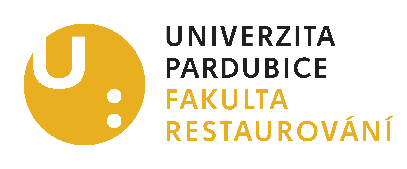 U:
UNIVERZITA
PARDUBICE
FAKULTA
RESTAUROVÁNÍ